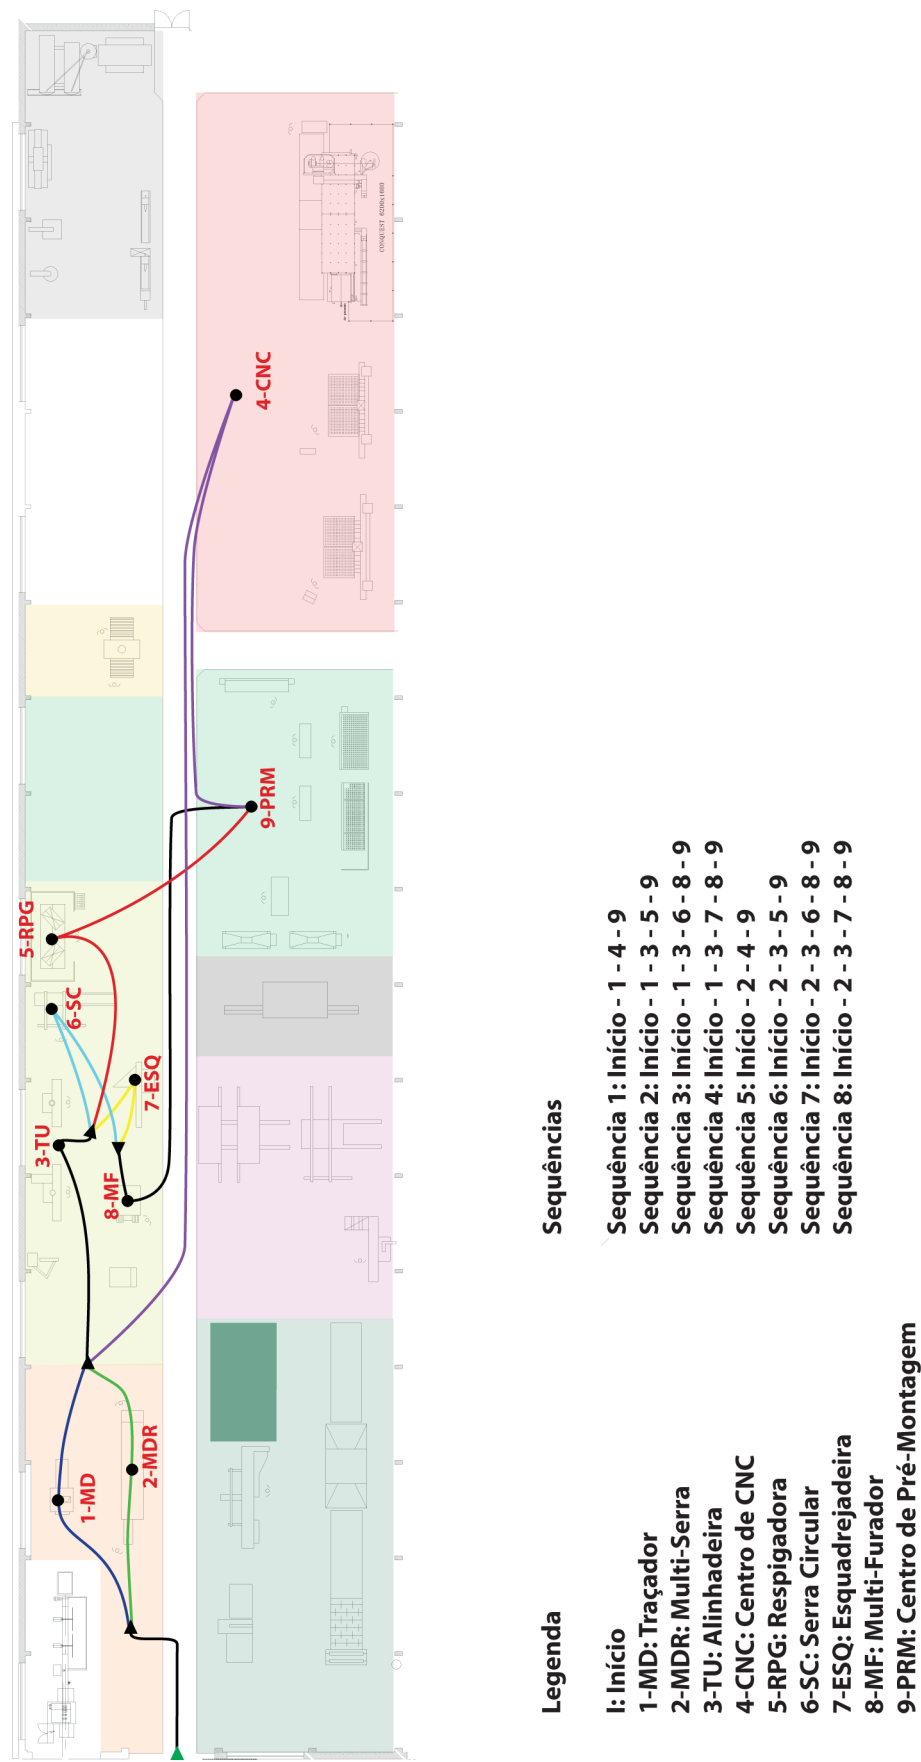 1-MD
2-MDR
3-TU
8-MF
7-ESQ
6-SC
5-RPG
9-PRM
4-CNC
CONQUEST 6200x1600
Legenda
I: Início
1-MD: Traçador
2-MDR: Multi-Serra
3-TU: Alinhadeira
4-CNC: Centro de CNC
5-RPG: Respigadora
6-SC: Serra Circular
7-ESQ: Esquadrejadeira
8-MF: Multi-Furador
9-PRM: Centro de Pré-Montagem
Sequências
Sequência 1: Início - 1 - 4 - 9
Sequência 2: Início - 1 - 3 - 5 - 9
Sequência 3: Início - 1 - 3 - 6 - 8 - 9
Sequência 4: Início - 1 - 3 - 7 - 8 - 9
Sequência 5: Início - 2 - 4 - 9
Sequência 6: Início - 2 - 3 - 5 - 9
Sequência 7: Início - 2 - 3 - 6 - 8 - 9
Sequência 8: Início - 2 - 3 - 7 - 8 - 9